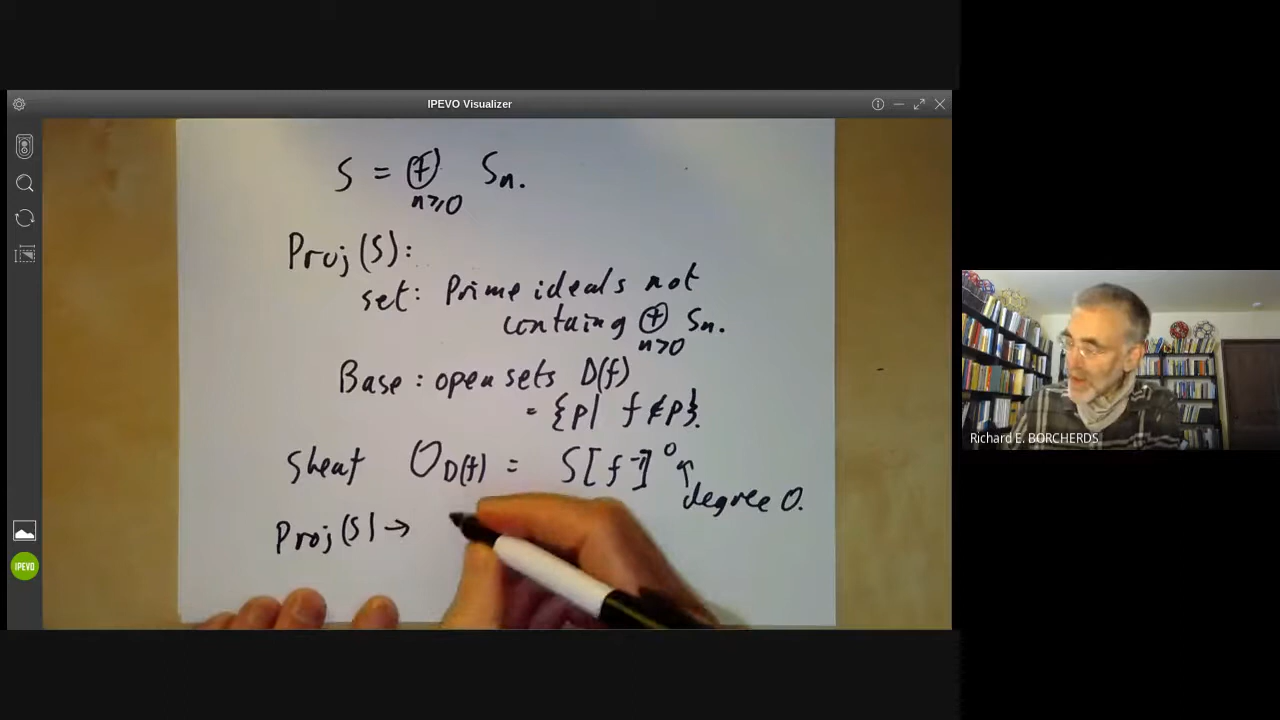 IPEVO Visualizer
S = ⊕ Sₙ.
n≥0
Proj(S):
set: Prime ideals not
containg ⊕ Sₙ.
n>0
Base: open sets D(f)
= {p| f∉p}.
Sheaf O_D(f) = S[f⁻¹]⁰
degree 0.
Proj(S) →
Richard E. BORCHERDS
IPEVO